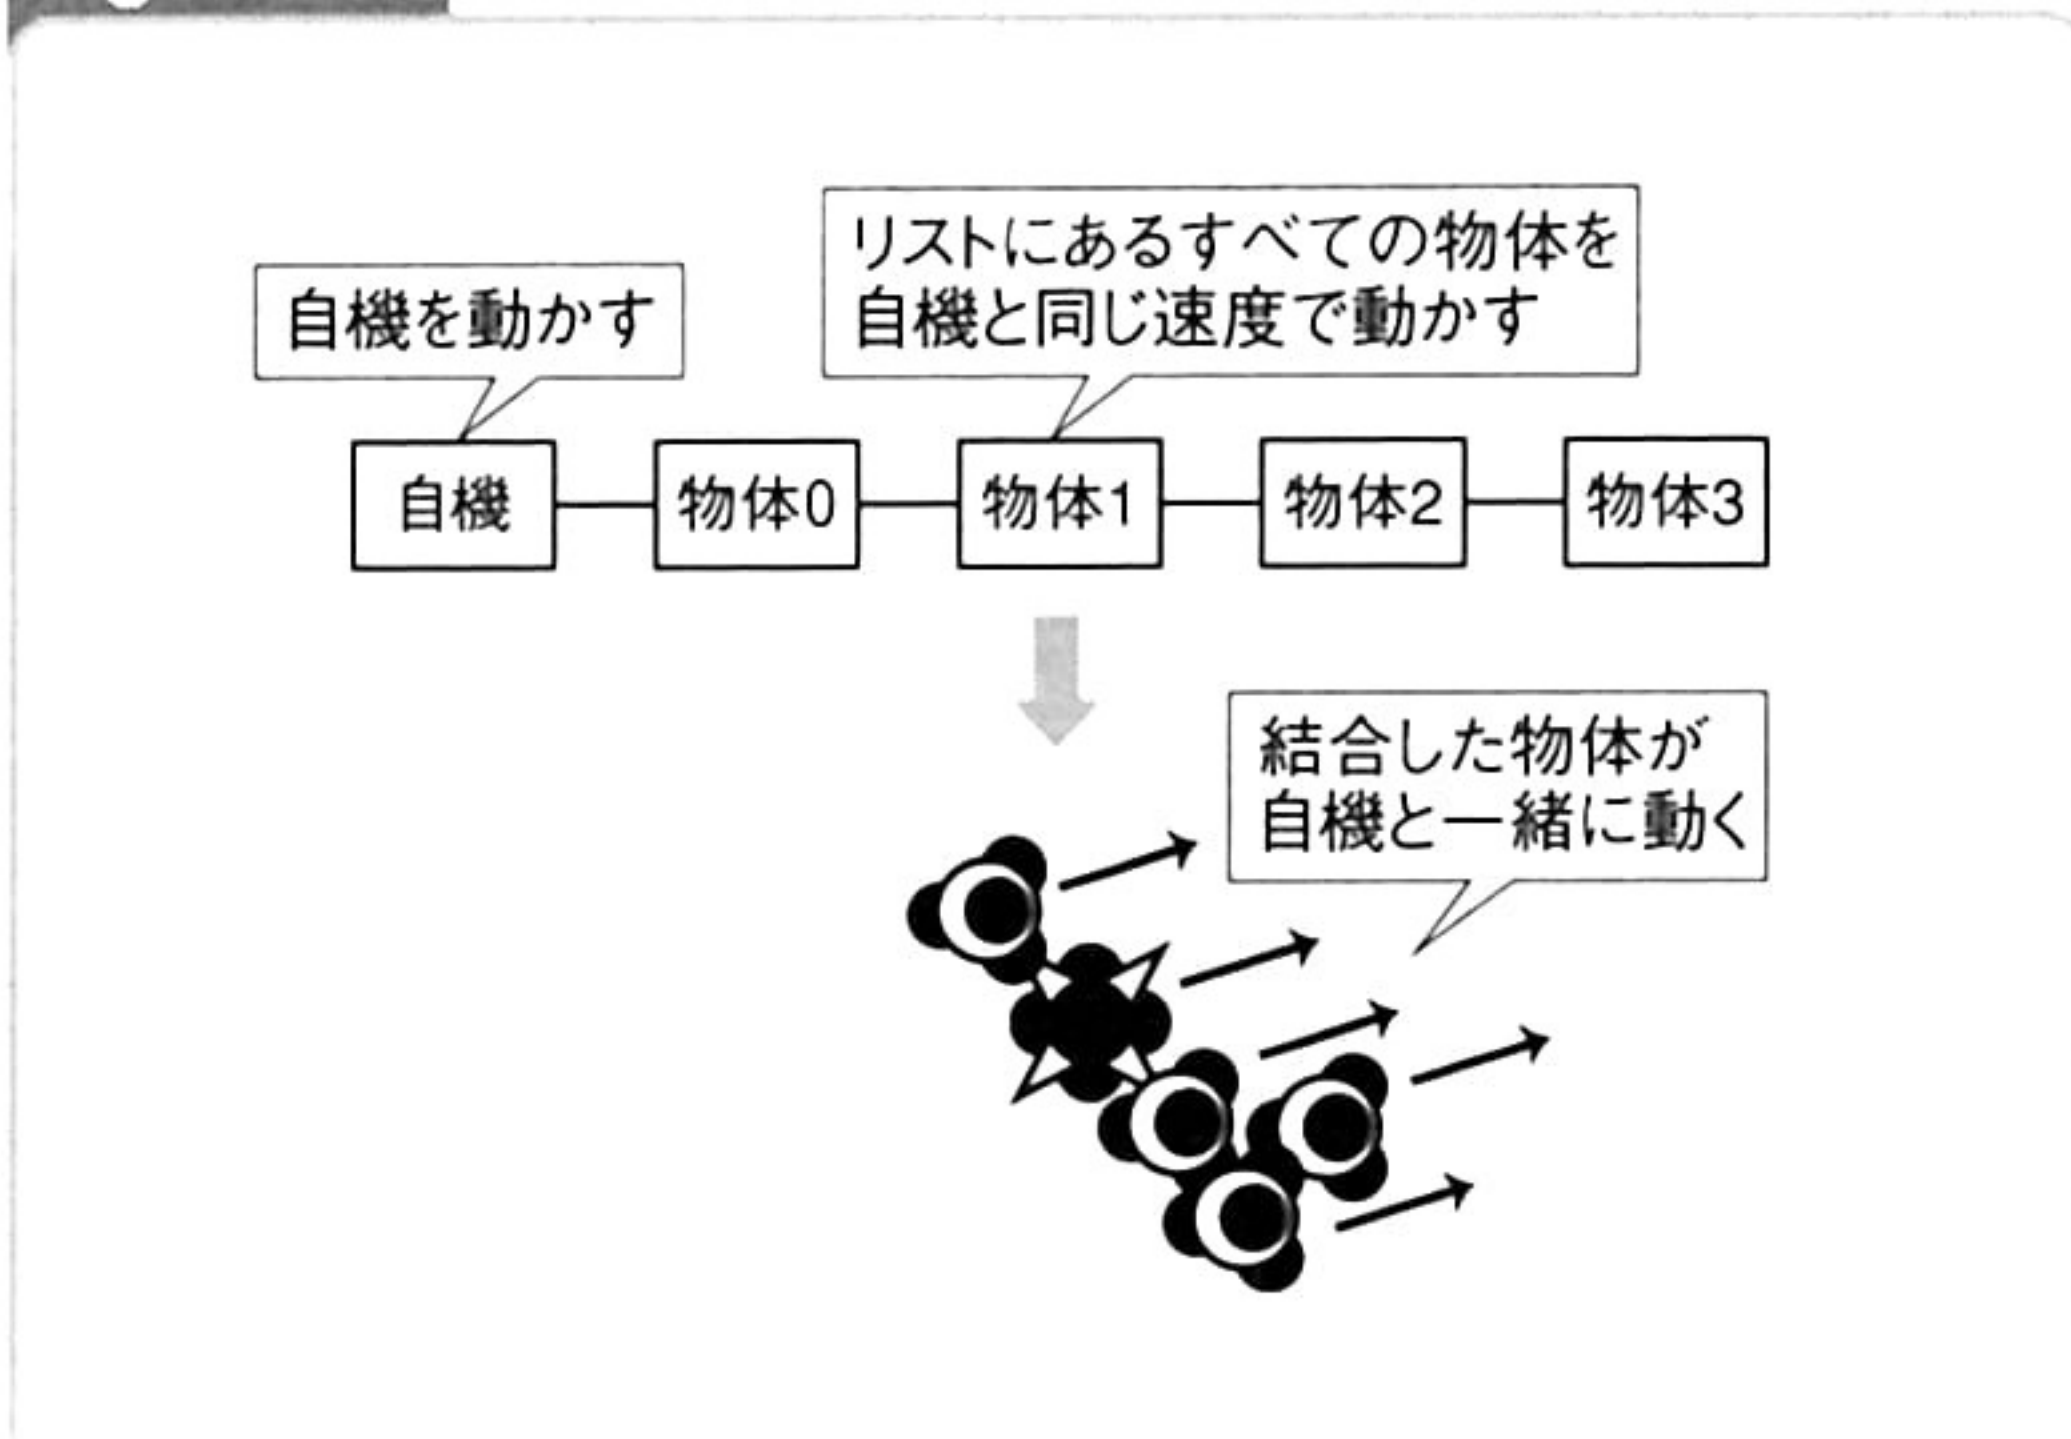 自機を動かす
リストにあるすべての物体を
自機と同じ速度で動かす
自機
物体0
物体1
物体2
物体3
結合した物体が
自機と一緒に動く